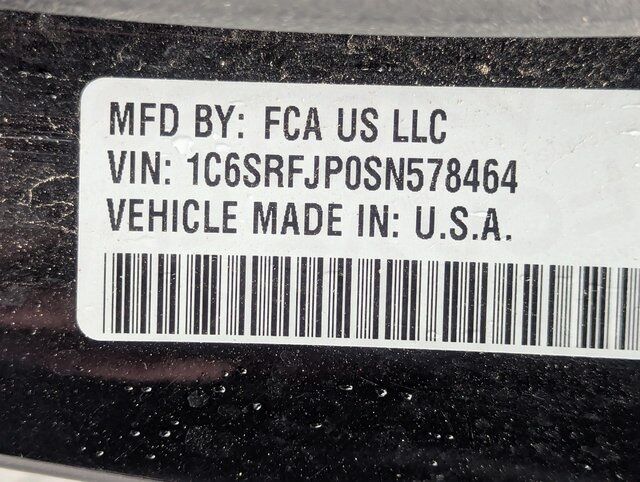 MFD BY: FCA US LLC
VIN: 1C6SRFJP0SN578464
VEHICLE MADE IN: U.S.A.